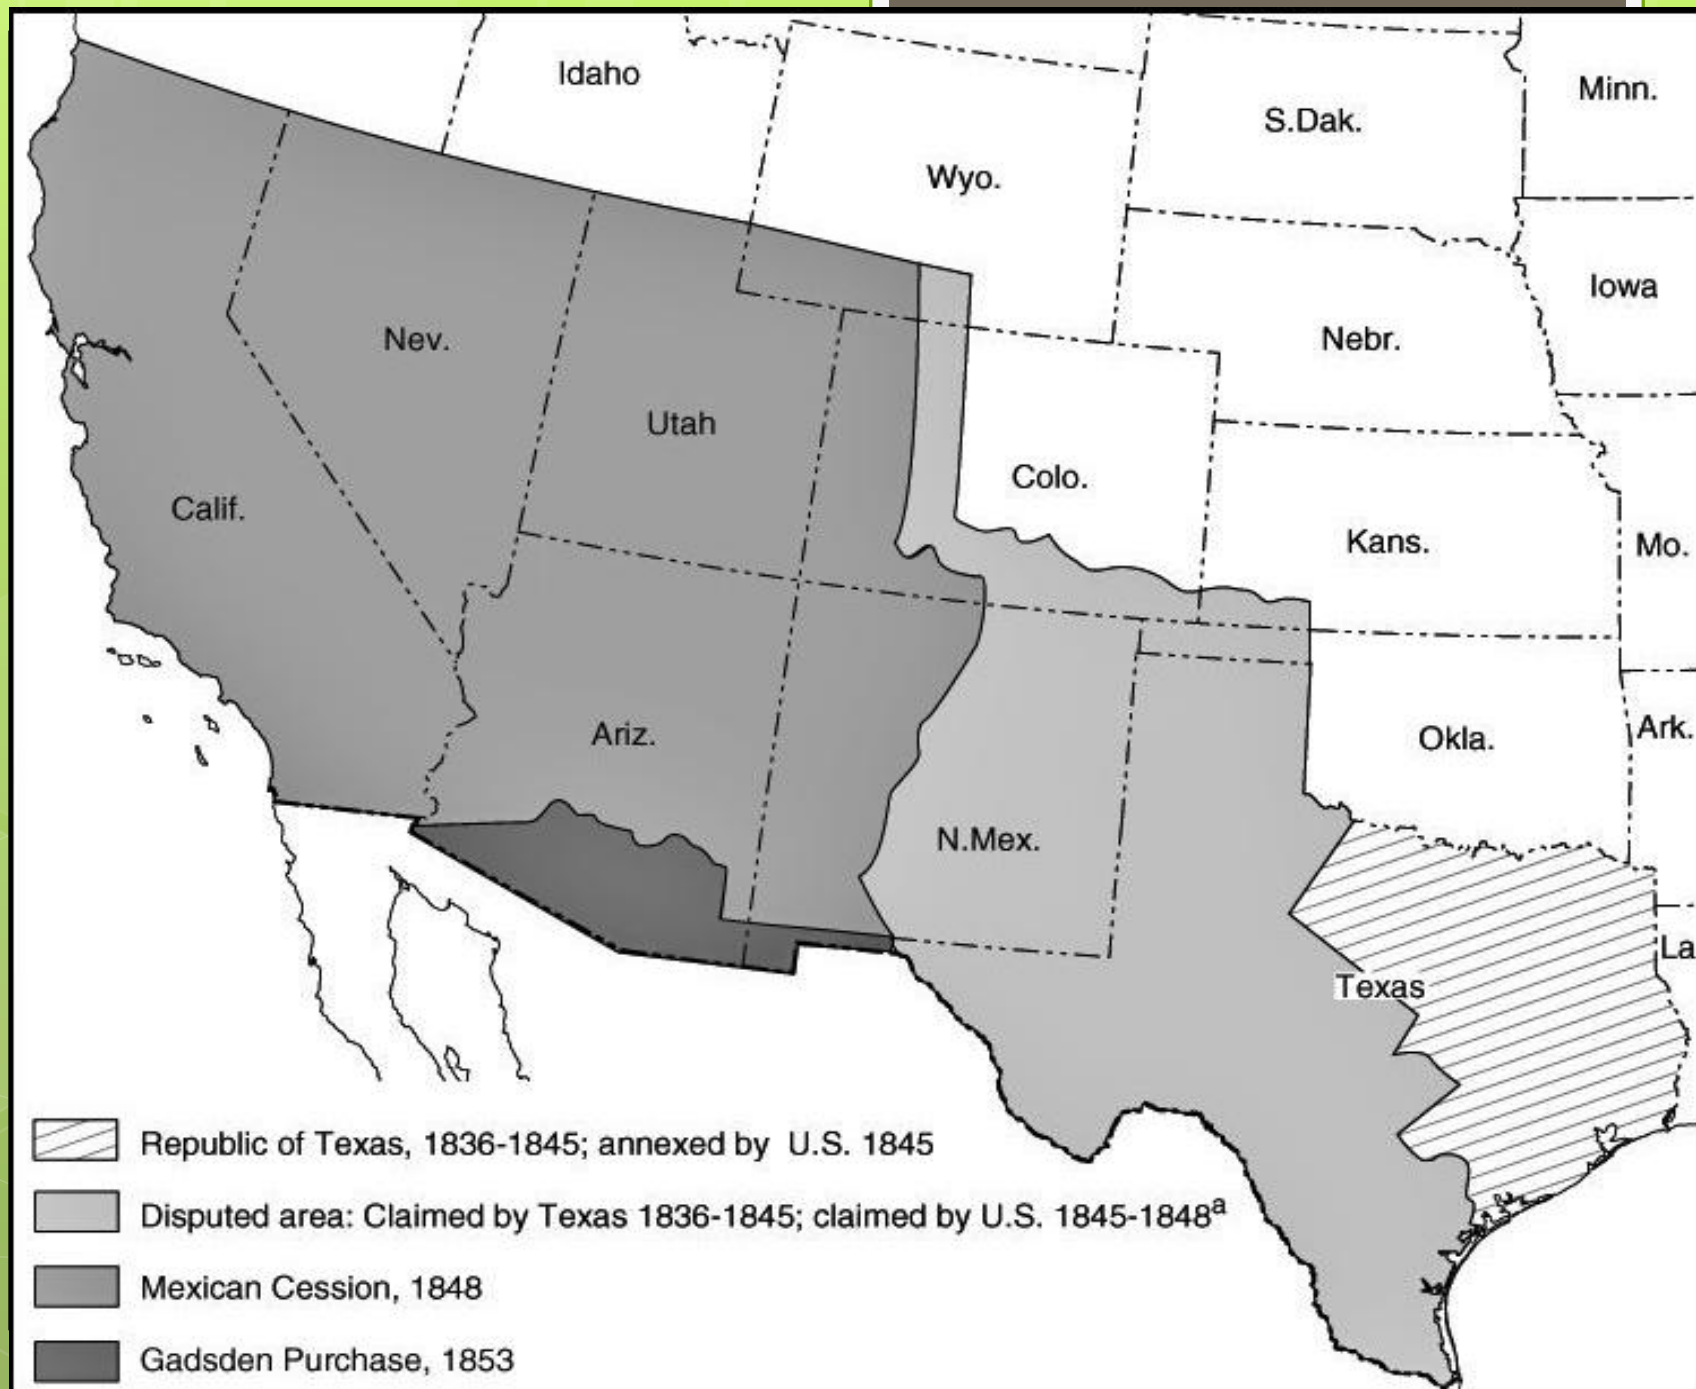 Idaho
Minn.
S.Dak.
Wyo.
Iowa
Nev.
Nebr.
Utah
Colo.
Calif.
Kans.
Mo.
Ariz.
Okla.
Ark.
N.Mex.
La
Texas
Republic of Texas, 1836-1845; annexed by U.S. 1845
Disputed area: Claimed by Texas 1836-1845; claimed by U.S. 1845-1848ᵃ
Mexican Cession, 1848
Gadsden Purchase, 1853